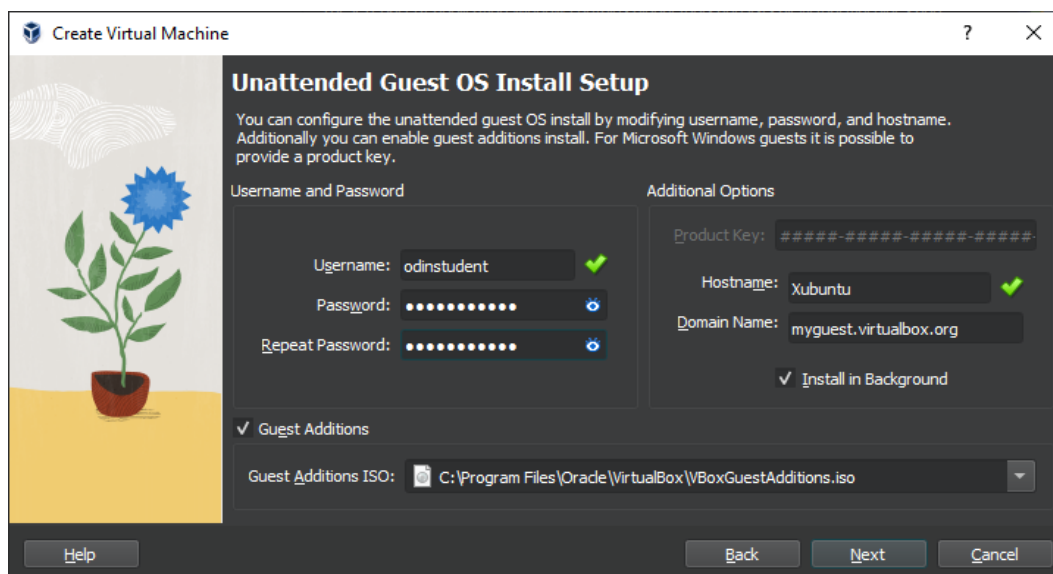 Create Virtual Machine
?
Unattended Guest OS Install Setup
You can configure the unattended guest OS install by modifying username, password, and hostname.
Additionally you can enable guest additions install. For Microsoft Windows guests it is possible to
provide a product key.
Username and Password
Username: odinstudent
Password: ●●●●●●●●●●●
Repeat Password: ●●●●●●●●●●●
Additional Options
Product Key: #####-#####-#####-#####-
Hostname: Xubuntu
Domain Name: myguest.virtualbox.org
Install in Background
Guest Additions
Guest Additions ISO: C:\Program Files\Oracle\VirtualBox\VBoxGuestAdditions.iso
Help
Back
Next
Cancel